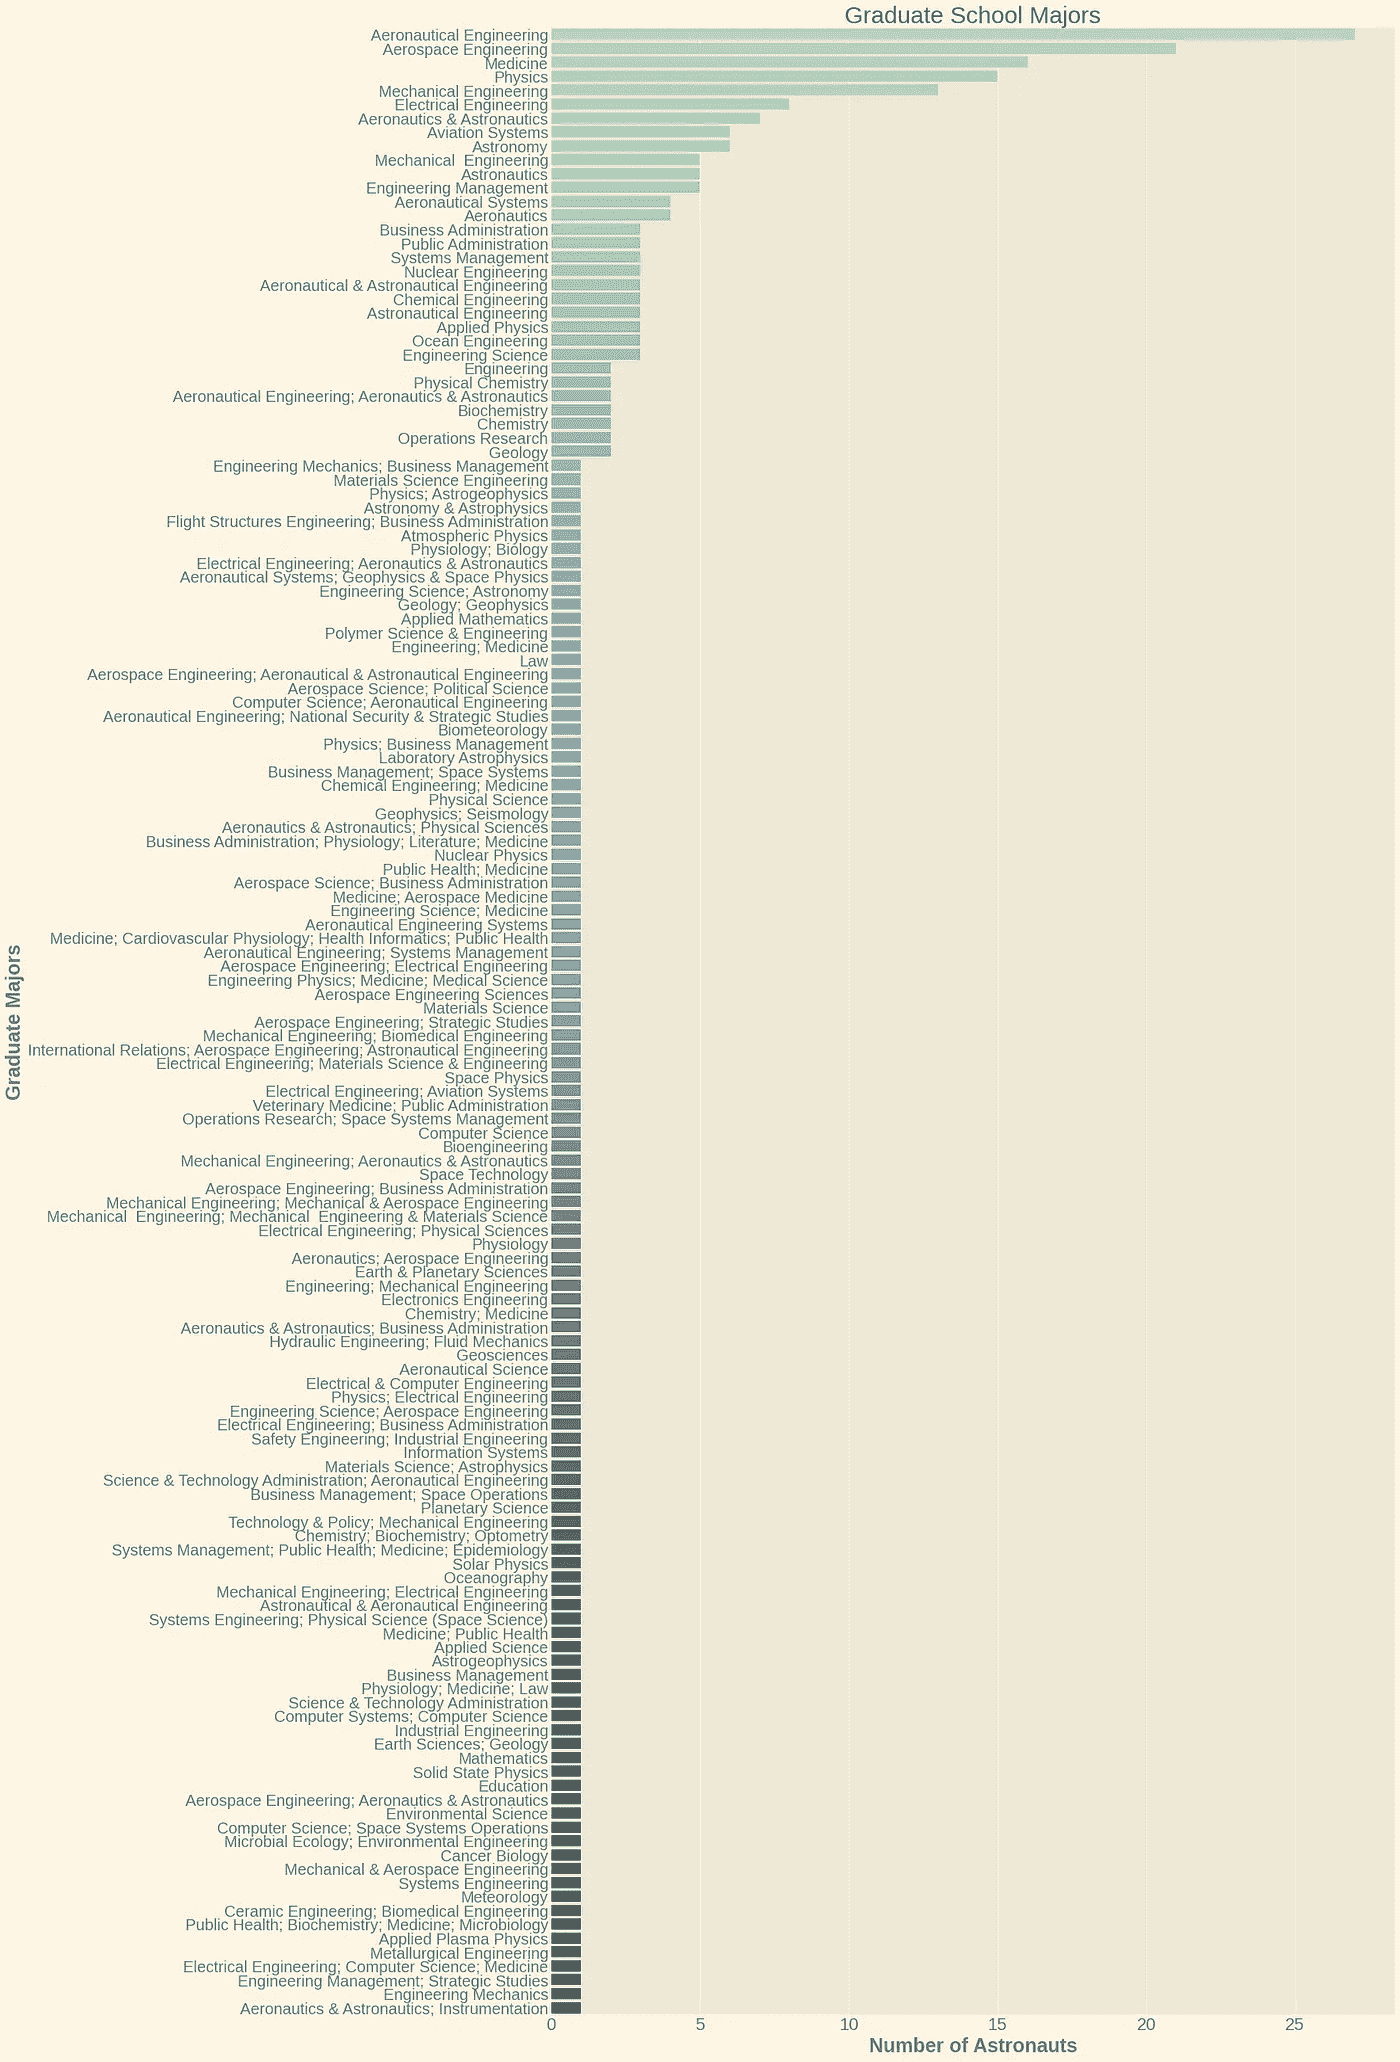 Graduate School Majors
Aeronautical Engineering
Aerospace Engineering
Medicine
Physics
Mechanical Engineering
Electrical Engineering
Aeronautics & Astronautics
Aviation Systems
Astronomy
Mechanical  Engineering
Astronautics
Engineering Management
Aeronautical Systems
Aeronautics
Business Administration
Public Administration
Systems Management
Nuclear Engineering
Aeronautical & Astronautical Engineering
Chemical Engineering
Astronautical Engineering
Applied Physics
Ocean Engineering
Engineering Science
Engineering
Physical Chemistry
Aeronautical Engineering; Aeronautics & Astronautics
Biochemistry
Chemistry
Operations Research
Geology
Engineering Mechanics; Business Management
Materials Science Engineering
Physics; Astrogeophysics
Astronomy & Astrophysics
Flight Structures Engineering; Business Administration
Atmospheric Physics
Physiology; Biology
Electrical Engineering; Aeronautics & Astronautics
Aeronautical Systems; Geophysics & Space Physics
Engineering Science; Astronomy
Geology; Geophysics
Applied Mathematics
Polymer Science & Engineering
Engineering; Medicine
Law
Aerospace Engineering; Aeronautical & Astronautical Engineering
Aerospace Science; Political Science
Computer Science; Aeronautical Engineering
Aeronautical Engineering; National Security & Strategic Studies
Biometeorology
Physics; Business Management
Laboratory Astrophysics
Business Management; Space Systems
Chemical Engineering; Medicine
Physical Science
Geophysics; Seismology
Aeronautics & Astronautics; Physical Sciences
Business Administration; Physiology; Literature; Medicine
Nuclear Physics
Public Health; Medicine
Aerospace Science; Business Administration
Medicine; Aerospace Medicine
Engineering Science; Medicine
Aeronautical Engineering Systems
Medicine; Cardiovascular Physiology; Health Informatics; Public Health
Aeronautical Engineering; Systems Management
Aerospace Engineering; Electrical Engineering
Engineering Physics; Medicine; Medical Science
Aerospace Engineering Sciences
Materials Science
Aerospace Engineering; Strategic Studies
Mechanical Engineering; Biomedical Engineering
International Relations; Aerospace Engineering; Astronautical Engineering
Electrical Engineering; Materials Science & Engineering
Space Physics
Electrical Engineering; Aviation Systems
Veterinary Medicine; Public Administration
Operations Research; Space Systems Management
Computer Science
Bioengineering
Mechanical Engineering; Aeronautics & Astronautics
Space Technology
Aerospace Engineering; Business Administration
Mechanical Engineering; Mechanical & Aerospace Engineering
Mechanical  Engineering; Mechanical  Engineering & Materials Science
Electrical Engineering; Physical Sciences
Physiology
Aeronautics; Aerospace Engineering
Earth & Planetary Sciences
Engineering; Mechanical Engineering
Electronics Engineering
Chemistry; Medicine
Aeronautics & Astronautics; Business Administration
Hydraulic Engineering; Fluid Mechanics
Geosciences
Aeronautical Science
Electrical & Computer Engineering
Physics; Electrical Engineering
Engineering Science; Aerospace Engineering
Electrical Engineering; Business Administration
Safety Engineering; Industrial Engineering
Information Systems
Materials Science; Astrophysics
Science & Technology Administration; Aeronautical Engineering
Business Management; Space Operations
Planetary Science
Technology & Policy; Mechanical Engineering
Chemistry; Biochemistry; Optometry
Systems Management; Public Health; Medicine; Epidemiology
Solar Physics
Oceanography
Mechanical Engineering; Electrical Engineering
Astronautical & Aeronautical Engineering
Systems Engineering; Physical Science (Space Science)
Medicine; Public Health
Applied Science
Astrogeophysics
Business Management
Physiology; Medicine; Law
Science & Technology Administration
Computer Systems; Computer Science
Industrial Engineering
Earth Sciences; Geology
Mathematics
Solid State Physics
Education
Aerospace Engineering; Aeronautics & Astronautics
Environmental Science
Computer Science; Space Systems Operations
Microbial Ecology; Environmental Engineering
Cancer Biology
Mechanical & Aerospace Engineering
Systems Engineering
Meteorology
Ceramic Engineering; Biomedical Engineering
Public Health; Biochemistry; Medicine; Microbiology
Applied Plasma Physics
Metallurgical Engineering
Electrical Engineering; Computer Science; Medicine
Engineering Management; Strategic Studies
Engineering Mechanics
Aeronautics & Astronautics; Instrumentation
Graduate Majors
0 5 10 15 20 25
Number of Astronauts